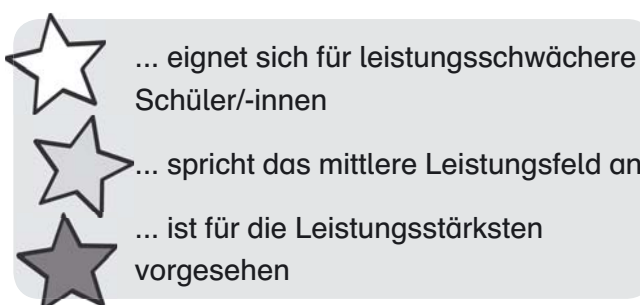 ... eignet sich für leistungsschwächere
Schüler/-innen
... spricht das mittlere Leistungsfeld an
... ist für die Leistungsstärksten
vorgesehen